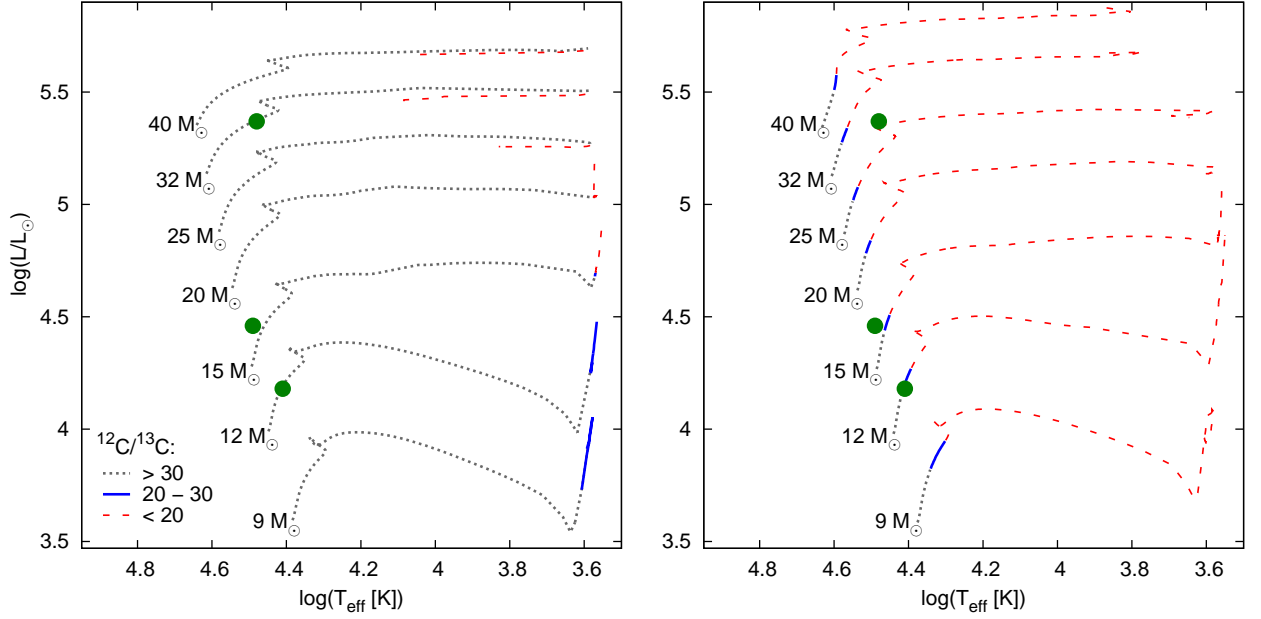 5.5
5
4.5
4
3.5
log(L/L☉)
40 M☉
32 M☉
25 M☉
20 M☉
15 M☉
12 M☉
9 M☉
¹²C/¹³C:
> 30
20 − 30
< 20
4.8 4.6 4.4 4.2 4 3.8 3.6
log(T_eff [K])
5.5
5
4.5
4
3.5
40 M☉
32 M☉
25 M☉
20 M☉
15 M☉
12 M☉
9 M☉
4.8 4.6 4.4 4.2 4 3.8 3.6
log(T_eff [K])